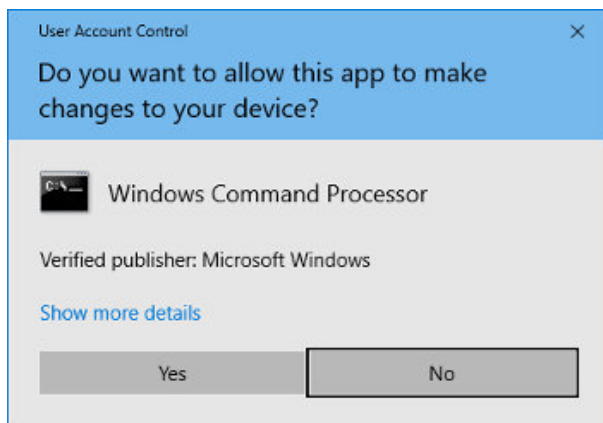 User Account Control
Do you want to allow this app to make
changes to your device?
C:\_
Windows Command Processor
Verified publisher: Microsoft Windows
Show more details
Yes
No